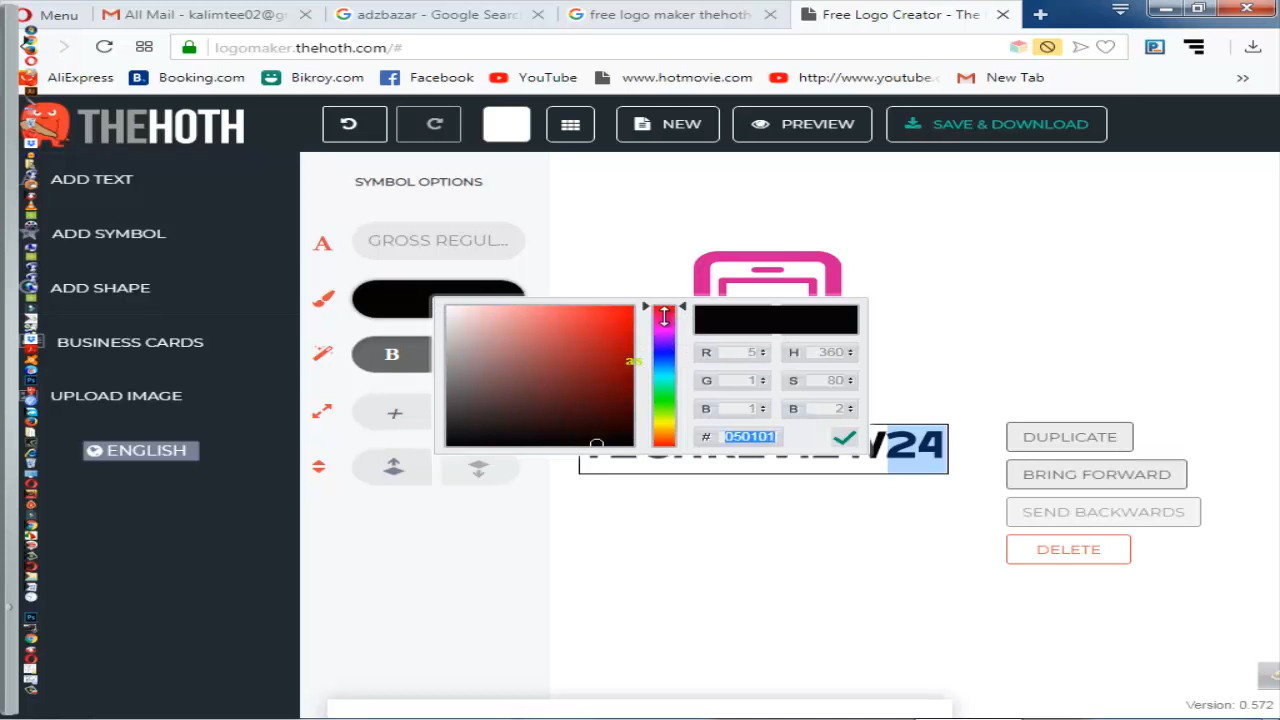 Menu
All Mail - kalimtee02@g
adzbazar - Google Searc
free logo maker thehoth
Free Logo Creator - The
logomaker.thehoth.com/#
AliExpress
Booking.com
Bikroy.com
Facebook
YouTube
www.hotmoviesm.com
http://www.youtube.
New Tab
»
THEHOTH
NEW
PREVIEW
SAVE & DOWNLOAD
ADD TEXT
ADD SYMBOL
ADD SHAPE
BUSINESS CARDS
UPLOAD IMAGE
ENGLISH
SYMBOL OPTIONS
A
GROSS REGUL...
B
+
as
R 5
H 360
G 1
S 80
B 1
B 2
# 050101
TECHREVIEW24
DUPLICATE
BRING FORWARD
SEND BACKWARDS
DELETE
Version: 0.572